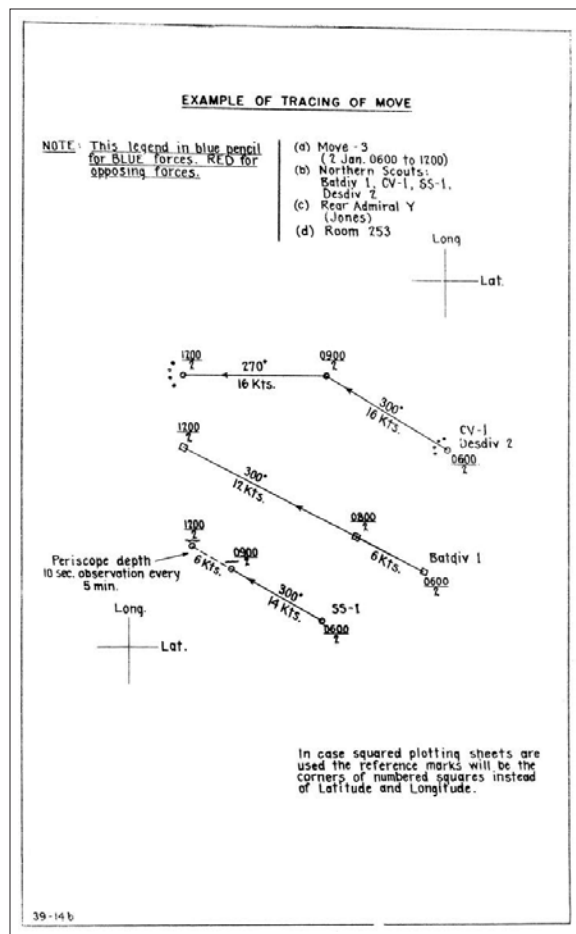 EXAMPLE OF TRACING OF MOVE
NOTE: This legend in blue pencil
for BLUE forces. RED for
opposing forces.
(a) Move - 3
(2 Jan. 0600 to 1200)
(b) Northern Scouts:
Batdiv 1, CV-1, SS-1,
Desdiv 2
(c) Rear Admiral Y
(Jones)
(d) Room 253
Long
Lat.
1200
2
270°
16 Kts.
0900
2
300°
16 Kts.
CV-1
Desdiv 2
0600
2
1200
2
300°
12 Kts.
0800
2
6 Kts.
Batdiv 1
0600
2
1200
2
Periscope depth
10 sec. observation every
5 min.
6 Kts.
0900
2
300°
14 Kts.
SS-1
0600
2
Long.
Lat.
In case squared plotting sheets are
used the reference marks will be the
corners of numbered squares instead
of Latitude and Longitude.
39-14b